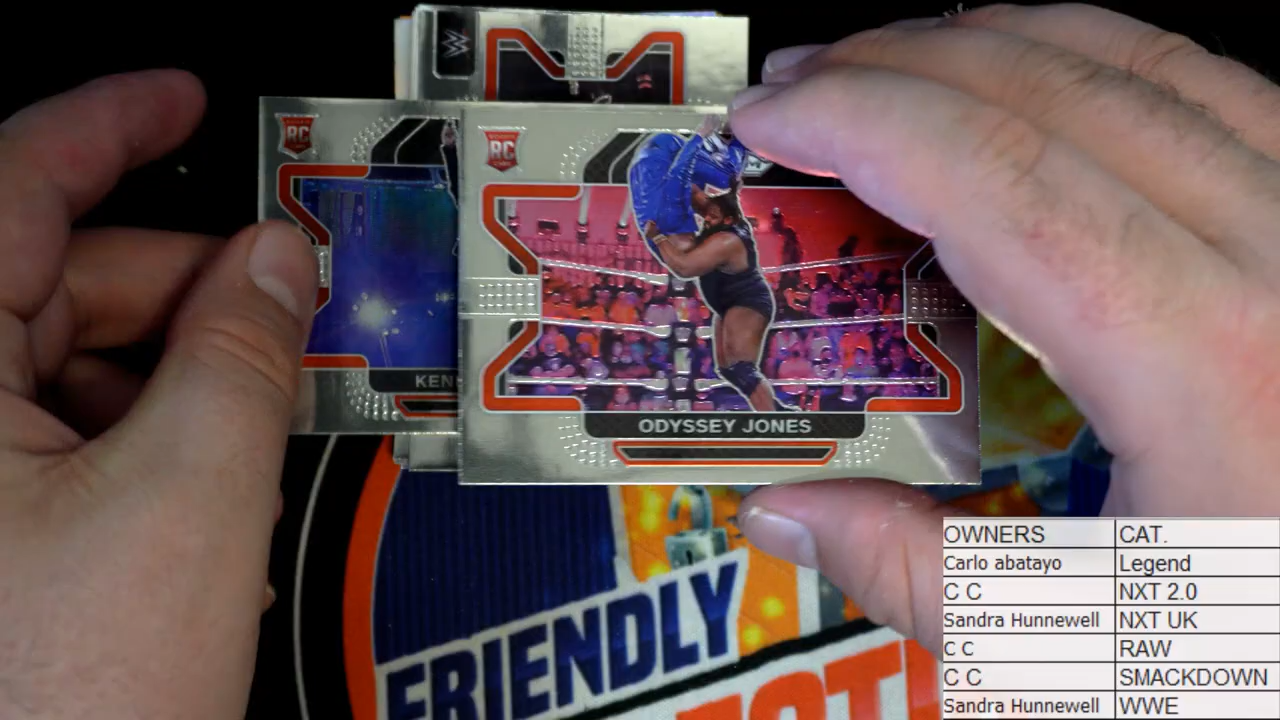 RC
RC
KEN
ODYSSEY JONES
FRIENDLY
OWNERS CAT.
Carlo abatayo Legend
C C NXT 2.0
Sandra Hunnewell NXT UK
C C RAW
C C SMACKDOWN
Sandra Hunnewell WWE